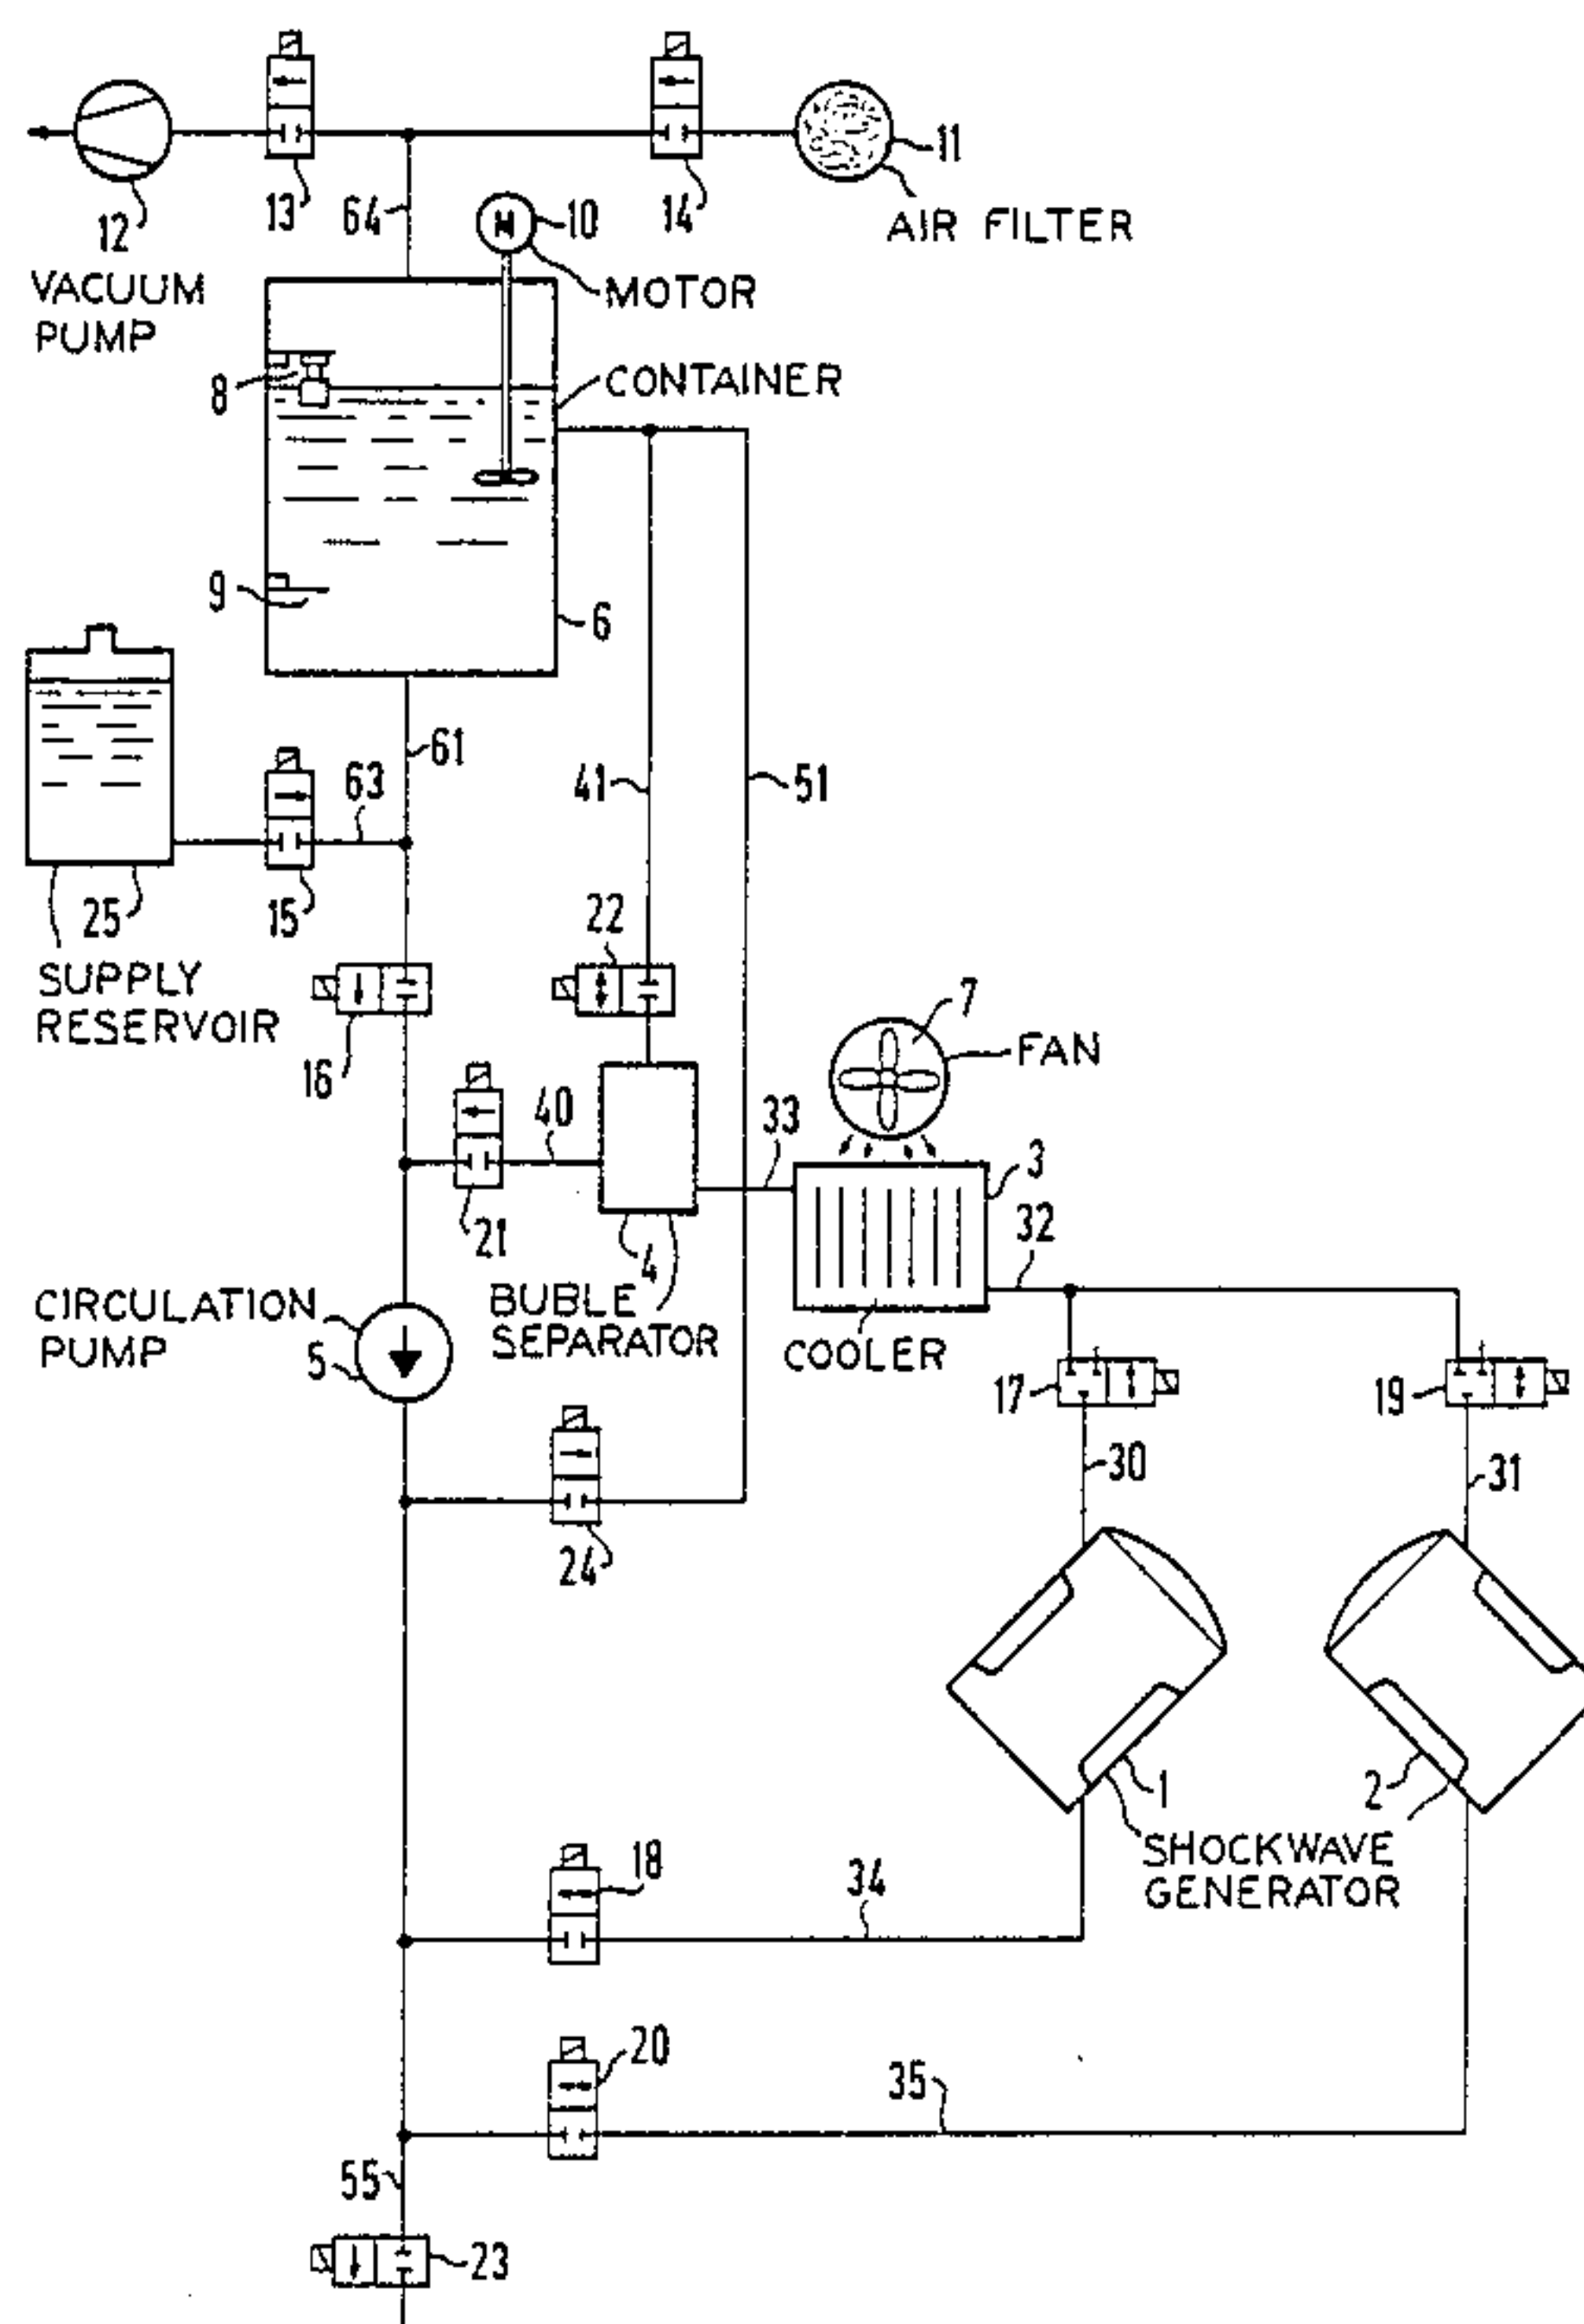 12
13
64
10
14
11
AIR FILTER
VACUUM
PUMP
MOTOR
8
CONTAINER
9
6
61
63
41
51
25
15
22
SUPPLY
RESERVOIR
16
7
FAN
40
33
3
21
4
32
CIRCULATION
PUMP
5
BUBLE
SEPARATOR
COOLER
17
19
30
31
24
1
2
SHOCKWAVE
GENERATOR
18
34
20
35
55
23